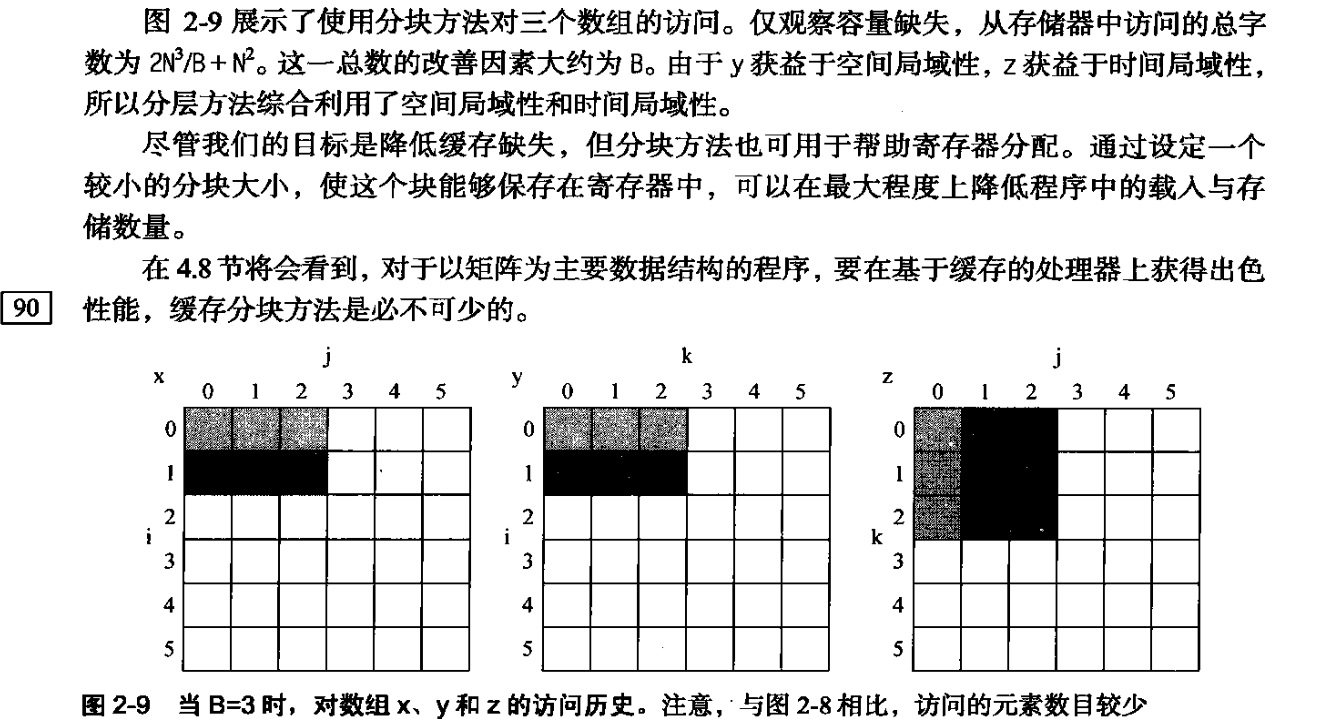 图 2-9 展示了使用分块方法对三个数组的访问。仅观察容量缺失，从存储器中访问的总字
数为 2N³/B + N²。这一总数的改善因素大约为 B。由于 y 获益于空间局域性，z 获益于时间局域性，
所以分层方法综合利用了空间局域性和时间局域性。
尽管我们的目标是降低缓存缺失，但分块方法也可用于帮助寄存器分配。通过设定一个
较小的分块大小，使这个块能够保存在寄存器中，可以在最大程度上降低程序中的载入与存
储数量。
在 4.8 节将会看到，对于以矩阵为主要数据结构的程序，要在基于缓存的处理器上获得出色
90 性能，缓存分块方法是必不可少的。
j k j
x y z
0 1 2 3 4 5 0 1 2 3 4 5 0 1 2 3 4 5
0 0 0
1 1 1
2 2 2
i i k
3 3 3
4 4 4
5 5 5
图 2-9 当 B=3 时，对数组 x、y 和 z 的访问历史。注意，与图 2-8 相比，访问的元素数目较少